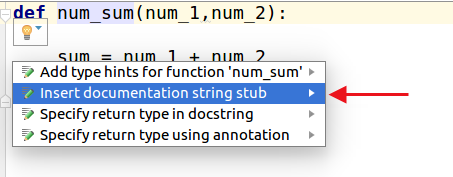 def num_sum(num_1,num_2):
sum = num_1 + num_2
Add type hints for function 'num_sum'
Insert documentation string stub
Specify return type in docstring
Specify return type using annotation